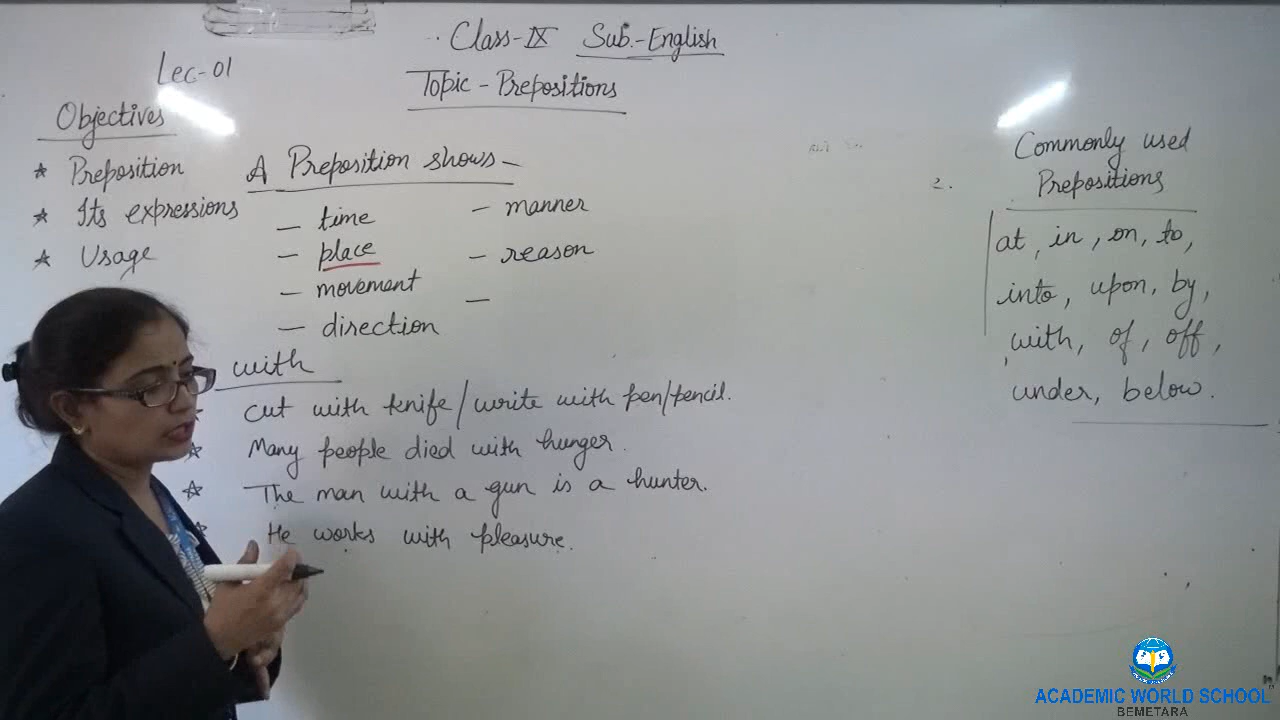 Class-IX Sub.-English
Lec-01
Topic - Prepositions
Objectives
★ Preposition
★ Its expressions
★ Usage
A Preposition shows -
- time
- place
- movement
- direction
- manner
- reason
-
with
cut with knife/write with pen/pencil.
★ Many people died with hunger.
★ The man with a gun is a hunter.
★ He works with pleasure.
2.
Commonly used
Prepositions
at, in, on, to,
into, upon, by,
with, of, off,
under, below.
ACADEMIC WORLD SCHOOL
BEMETARA